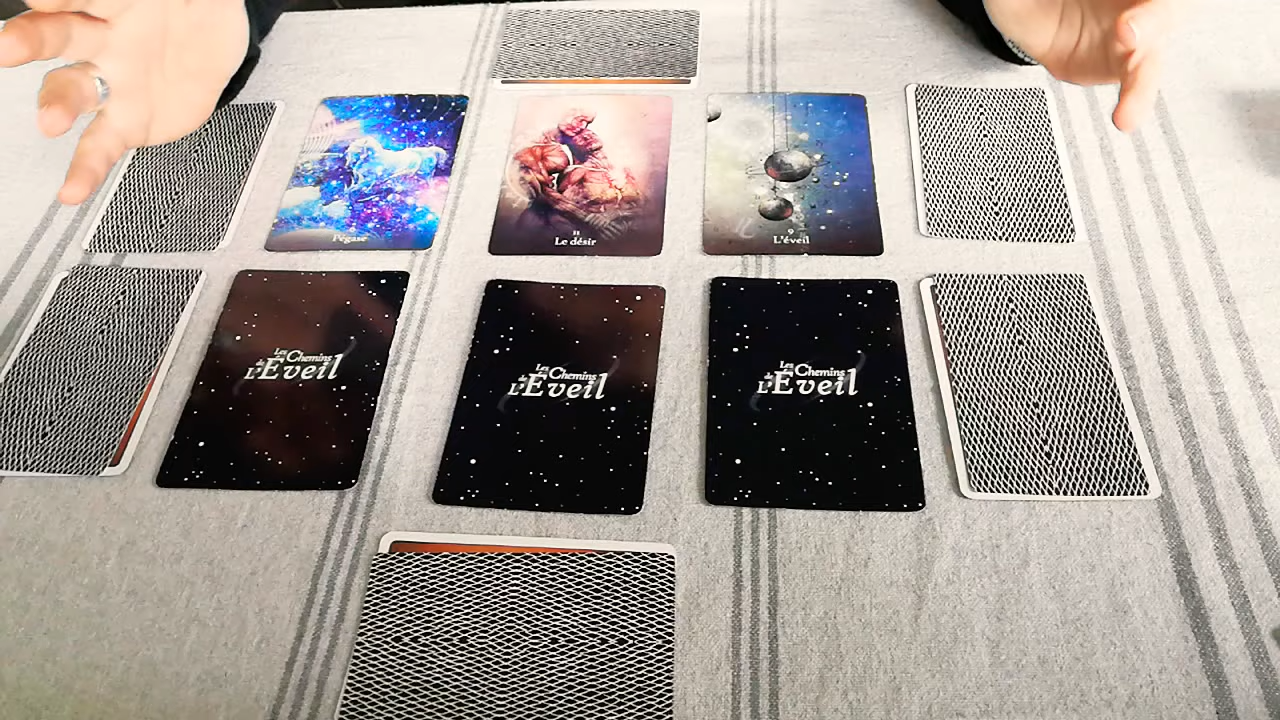 Pégase
11
Le désir
9
L'éveil
Les Chemins
de L'Éveil
Les Chemins
de L'Éveil
Les Chemins
de L'Éveil